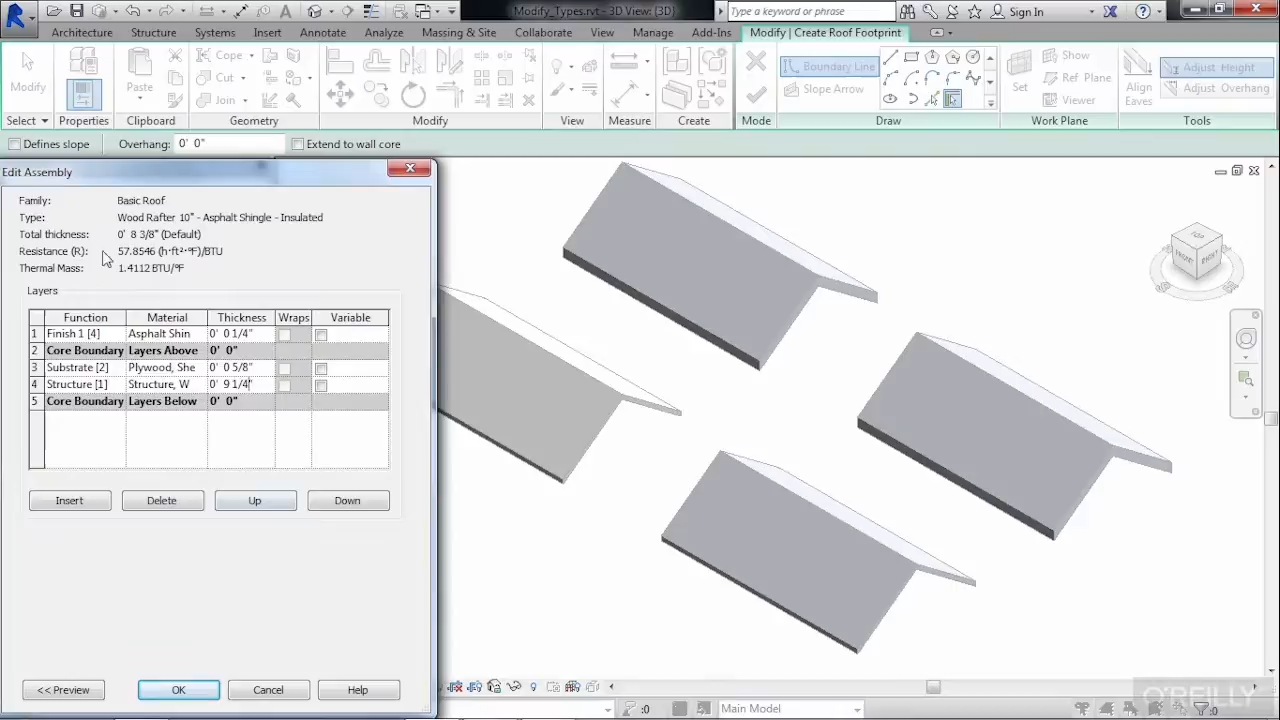 Modify_Types.rvt - 3D View: {3D}
Type a keyword or phrase
Sign In
Architecture Structure Systems Insert Annotate Analyze Massing & Site Collaborate View Manage Add-Ins Modify | Create Roof Footprint
Modify
Paste
Cope
Cut
Join
Boundary Line
Slope Arrow
Set
Show
Ref Plane
Viewer
Align
Eaves
Adjust Height
Adjust Overhang
Select Properties Clipboard Geometry Modify View Measure Create Mode Draw Work Plane Tools
Defines slope Overhang: 0' 0" Extend to wall core
Edit Assembly
Family: Basic Roof
Type: Wood Rafter 10" - Asphalt Shingle - Insulated
Total thickness: 0' 8 3/8" (Default)
Resistance (R): 57.8546 (h·ft²·°F)/BTU
Thermal Mass: 1.4112 BTU/°F
Layers
Function Material Thickness Wraps Variable
1 Finish 1 [4] Asphalt Shin 0' 0 1/4"
2 Core Boundary Layers Above 0' 0"
3 Substrate [2] Plywood, She 0' 0 5/8"
4 Structure [1] Structure, W 0' 9 1/4"
5 Core Boundary Layers Below 0' 0"
Insert Delete Up Down
<< Preview OK Cancel Help
FRONT
RIGHT
:0 Main Model :0
O'REILLY